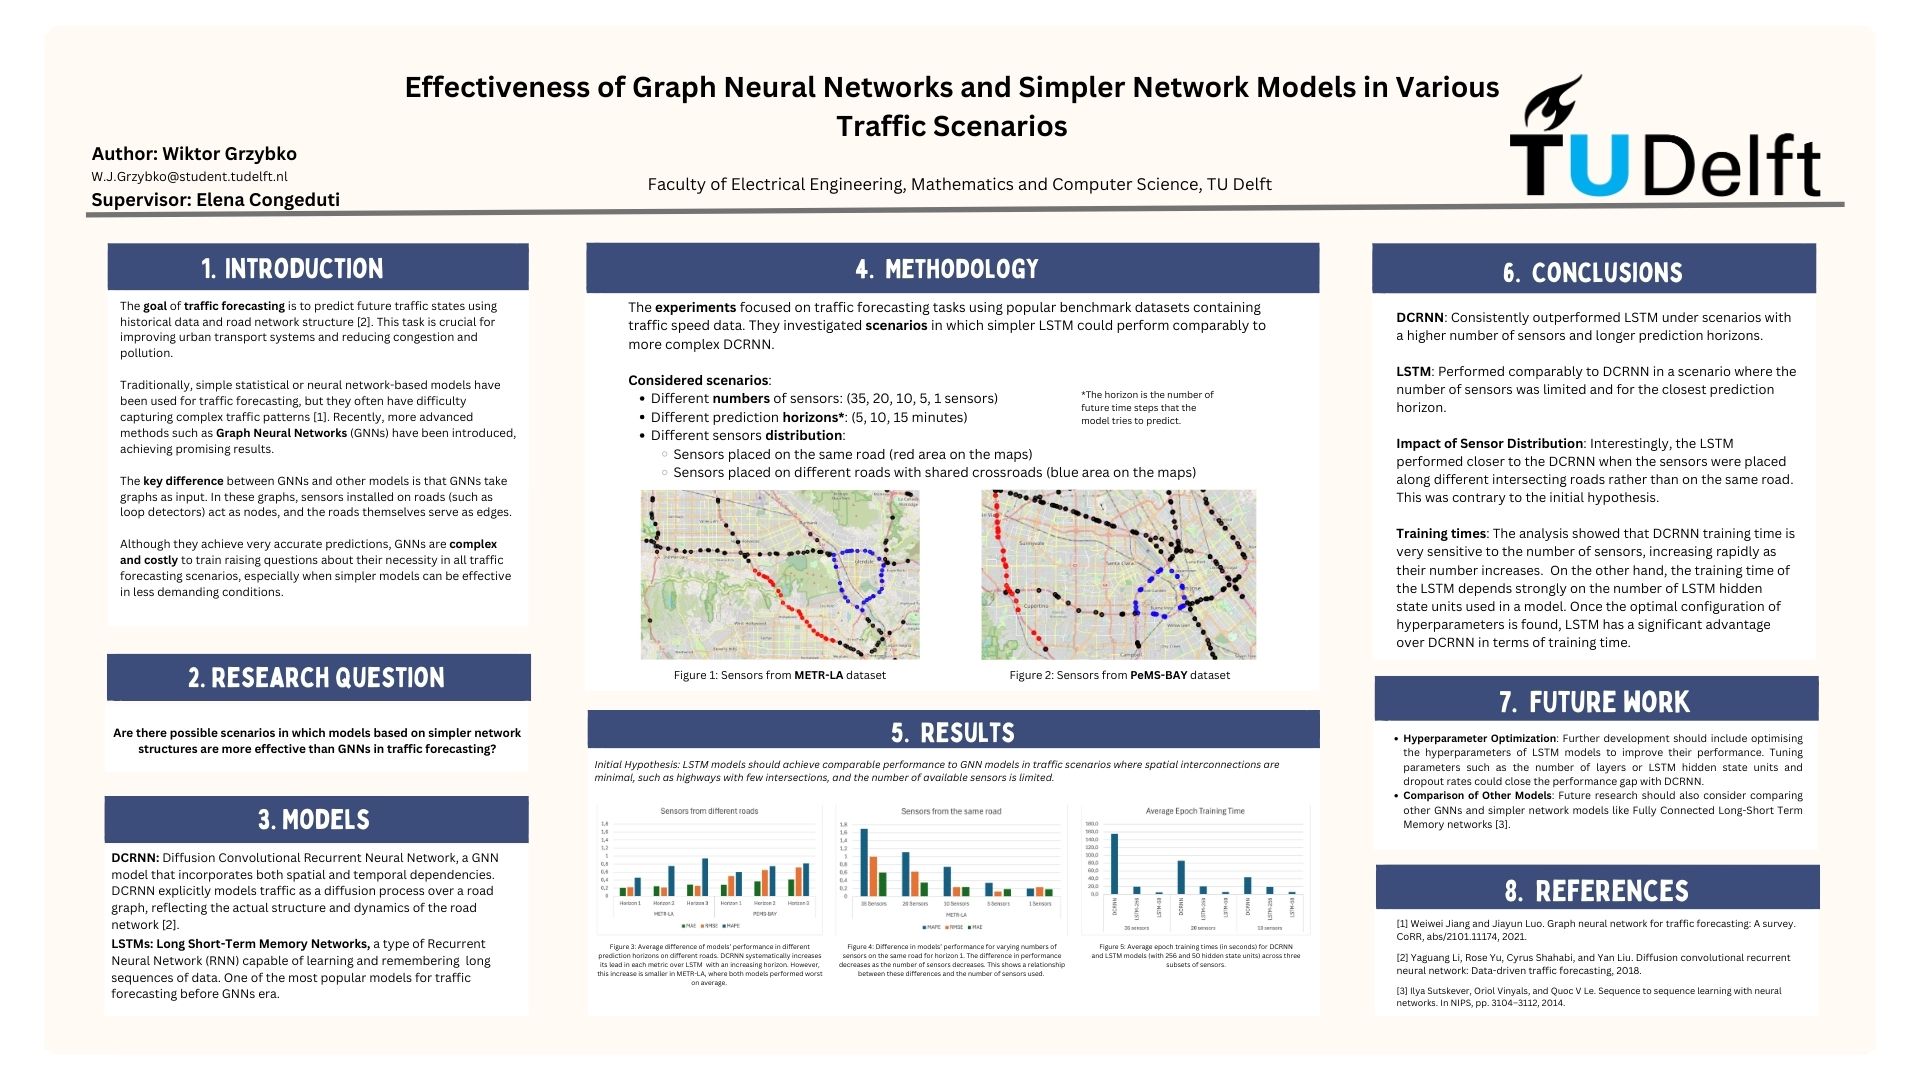 Effectiveness of Graph Neural Networks and Simpler Network Models in Various
Traffic Scenarios
Author: Wiktor Grzybko
W.J.Grzybko@student.tudelft.nl
Supervisor: Elena Congeduti
Faculty of Electrical Engineering, Mathematics and Computer Science, TU Delft
TU Delft
1. INTRODUCTION
The goal of traffic forecasting is to predict future traffic states using
historical data and road network structure [2]. This task is crucial for
improving urban transport systems and reducing congestion and
pollution.
Traditionally, simple statistical or neural network-based models have
been used for traffic forecasting, but they often have difficulty
capturing complex traffic patterns [1]. Recently, more advanced
methods such as Graph Neural Networks (GNNs) have been introduced,
achieving promising results.
The key difference between GNNs and other models is that GNNs take
graphs as input. In these graphs, sensors installed on roads (such as
loop detectors) act as nodes, and the roads themselves serve as edges.
Although they achieve very accurate predictions, GNNs are complex
and costly to train raising questions about their necessity in all traffic
forecasting scenarios, especially when simpler models can be effective
in less demanding conditions.
2. RESEARCH QUESTION
Are there possible scenarios in which models based on simpler network
structures are more effective than GNNs in traffic forecasting?
3. MODELS
DCRNN: Diffusion Convolutional Recurrent Neural Network, a GNN
model that incorporates both spatial and temporal dependencies.
DCRNN explicitly models traffic as a diffusion process over a road
graph, reflecting the actual structure and dynamics of the road
network [2].
LSTMs: Long Short-Term Memory Networks, a type of Recurrent
Neural Network (RNN) capable of learning and remembering long
sequences of data. One of the most popular models for traffic
forecasting before GNNs era.
4. METHODOLOGY
The experiments focused on traffic forecasting tasks using popular benchmark datasets containing
traffic speed data. They investigated scenarios in which simpler LSTM could perform comparably to
more complex DCRNN.
Considered scenarios:
• Different numbers of sensors: (35, 20, 10, 5, 1 sensors)
• Different prediction horizons*: (5, 10, 15 minutes)
• Different sensors distribution:
○ Sensors placed on the same road (red area on the maps)
○ Sensors placed on different roads with shared crossroads (blue area on the maps)
*The horizon is the number of
future time steps that the
model tries to predict.
Glendale
Sunnyvale
Santa Clara
Cupertino
Campbell
Figure 1: Sensors from METR-LA dataset
Figure 2: Sensors from PeMS-BAY dataset
5. RESULTS
Initial Hypothesis: LSTM models should achieve comparable performance to GNN models in traffic scenarios where spatial interconnections are
minimal, such as highways with few intersections, and the number of available sensors is limited.
Sensors from different roads
1,8
1,6
1,4
1,2
1
0,8
0,6
0,4
0,2
0
Horizon 1 Horizon 2 Horizon 3 Horizon 1 Horizon 2 Horizon 3
METR-LA PEMS-BAY
MAE RMSE MAPE
Sensors from the same road
1,8
1,6
1,4
1,2
1
0,8
0,6
0,4
0,2
0
35 Sensors 20 Sensors 10 Sensors 5 Sensors 1 Sensors
METR-LA
MAPE RMSE MAE
Average Epoch Training Time
180,0
160,0
140,0
120,0
100,0
80,0
60,0
40,0
20,0
0,0
DCRNN LSTM-256 LSTM-50 DCRNN LSTM-256 LSTM-50 DCRNN LSTM-256 LSTM-50
35 sensors 20 sensors 10 sensors
Figure 3: Average difference of models' performance in different
prediction horizons on different roads. DCRNN systematically increases
its lead in each metric over LSTM with an increasing horizon. However,
this increase is smaller in METR-LA, where both models performed worst
on average.
Figure 4: Difference in models' performance for varying numbers of
sensors on the same road for horizon 1. The difference in performance
decreases as the number of sensors decreases. This shows a relationship
between these differences and the number of sensors used.
Figure 5: Average epoch training times (in seconds) for DCRNN
and LSTM models (with 256 and 50 hidden state units) across three
subsets of sensors.
6. CONCLUSIONS
DCRNN: Consistently outperformed LSTM under scenarios with
a higher number of sensors and longer prediction horizons.
LSTM: Performed comparably to DCRNN in a scenario where the
number of sensors was limited and for the closest prediction
horizon.
Impact of Sensor Distribution: Interestingly, the LSTM
performed closer to the DCRNN when the sensors were placed
along different intersecting roads rather than on the same road.
This was contrary to the initial hypothesis.
Training times: The analysis showed that DCRNN training time is
very sensitive to the number of sensors, increasing rapidly as
their number increases. On the other hand, the training time of
the LSTM depends strongly on the number of LSTM hidden
state units used in a model. Once the optimal configuration of
hyperparameters is found, LSTM has a significant advantage
over DCRNN in terms of training time.
7. FUTURE WORK
• Hyperparameter Optimization: Further development should include optimising
the hyperparameters of LSTM models to improve their performance. Tuning
parameters such as the number of layers or LSTM hidden state units and
dropout rates could close the performance gap with DCRNN.
• Comparison of Other Models: Future research should also consider comparing
other GNNs and simpler network models like Fully Connected Long-Short Term
Memory networks [3].
8. REFERENCES
[1] Weiwei Jiang and Jiayun Luo. Graph neural network for traffic forecasting: A survey.
CoRR, abs/2101.11174, 2021.
[2] Yaguang Li, Rose Yu, Cyrus Shahabi, and Yan Liu. Diffusion convolutional recurrent
neural network: Data-driven traffic forecasting, 2018.
[3] Ilya Sutskever, Oriol Vinyals, and Quoc V Le. Sequence to sequence learning with neural
networks. In NIPS, pp. 3104–3112, 2014.